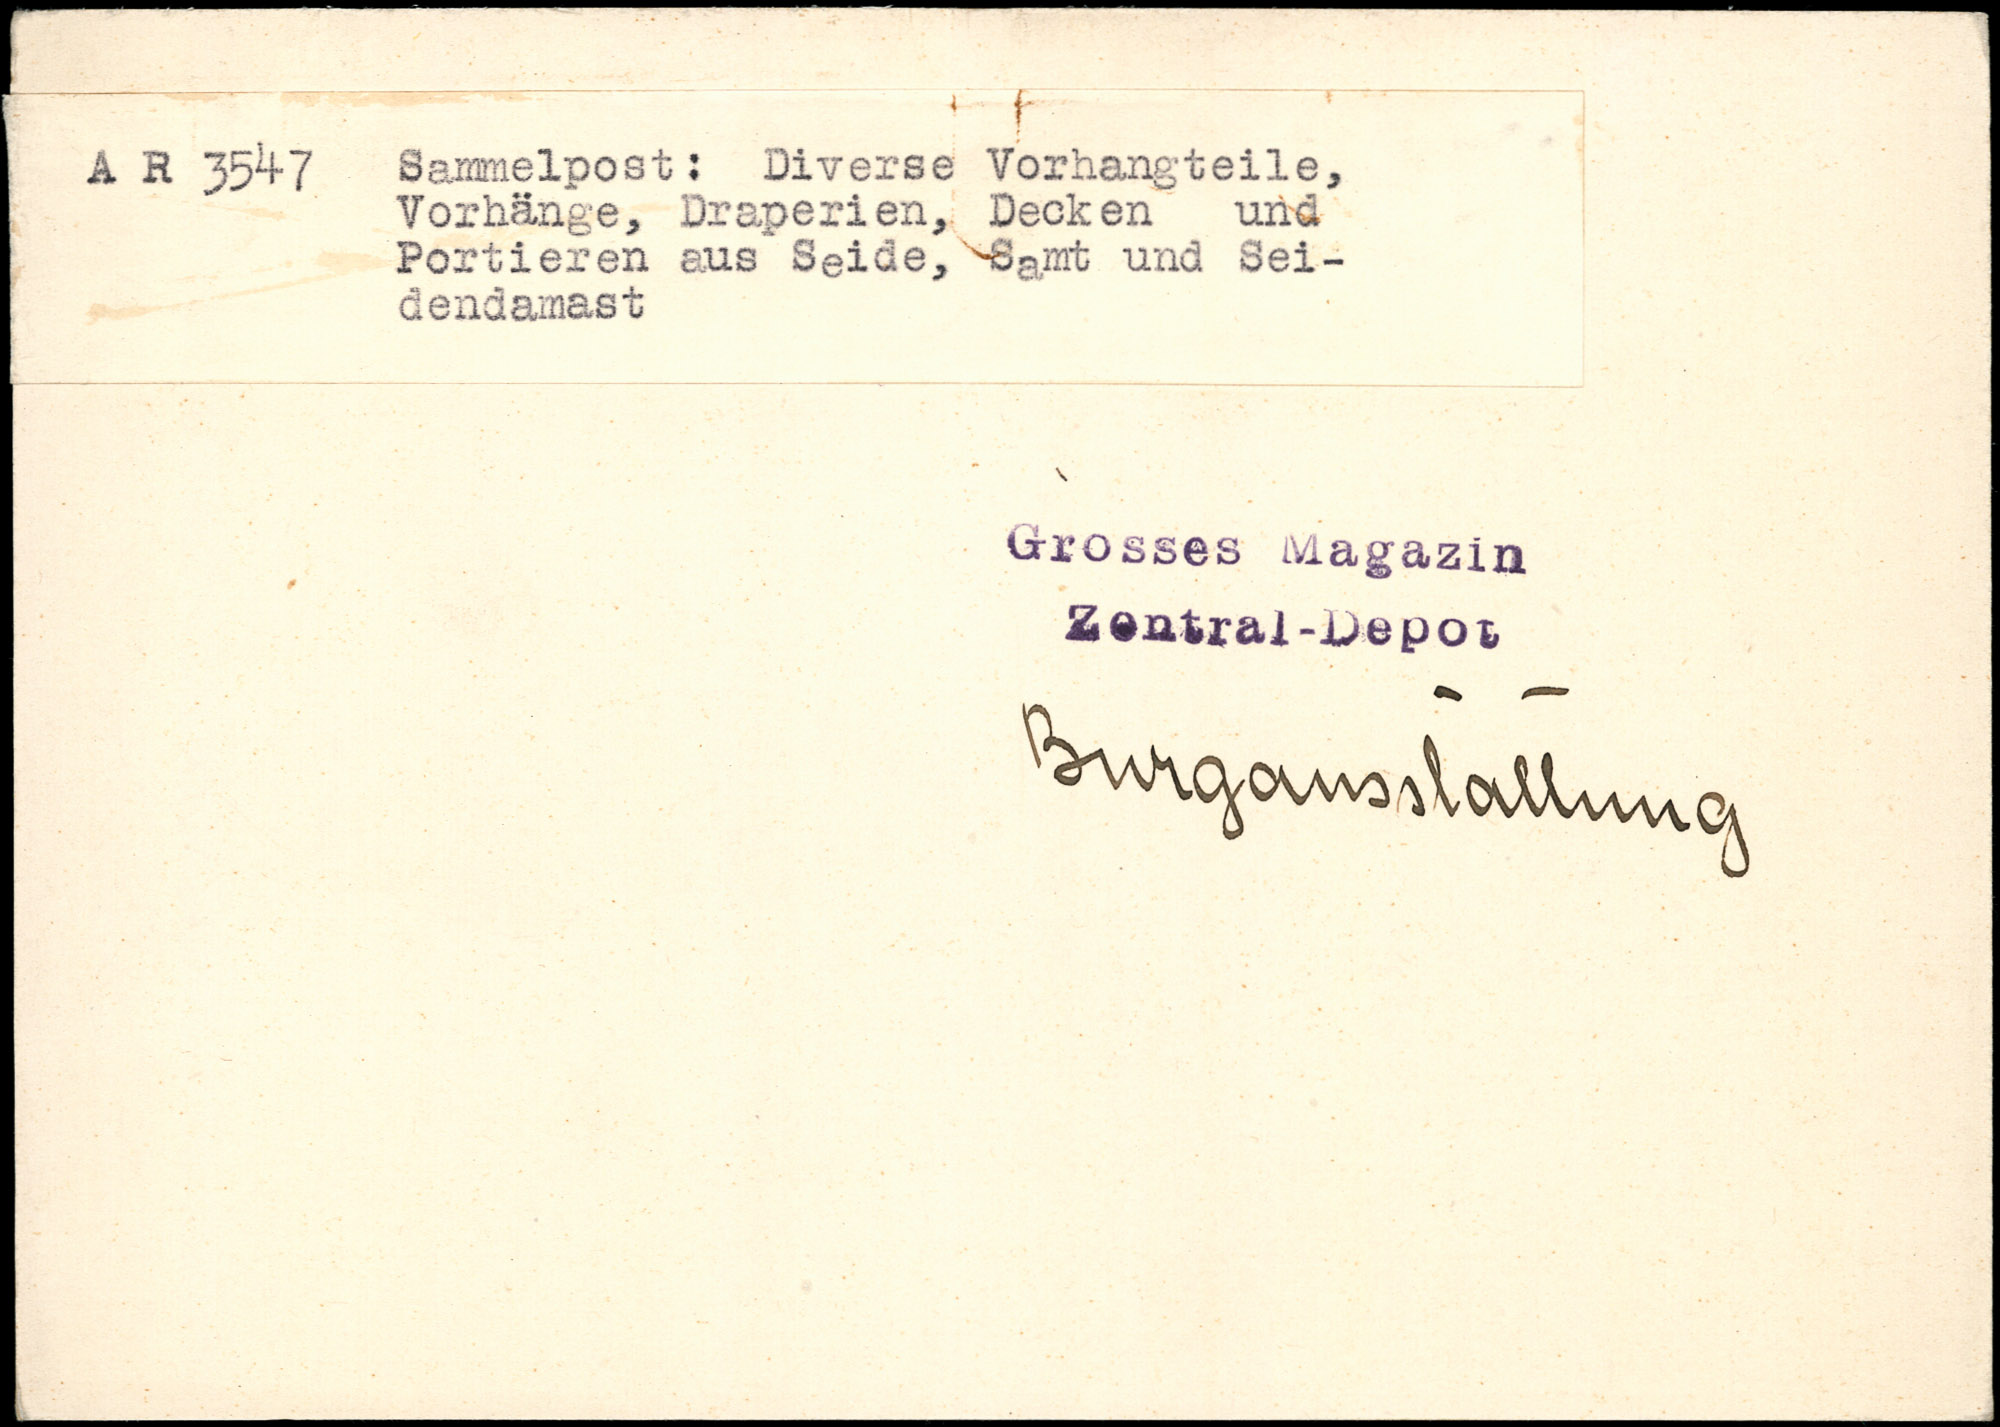 A R 3547 Sammelpost: Diverse Vorhangteile,
Vorhänge, Draperien, Decken und
Portieren aus Seide, Samt und Sei-
dendamast
Grosses Magazin
Zentral-Depot
Burgausstattung